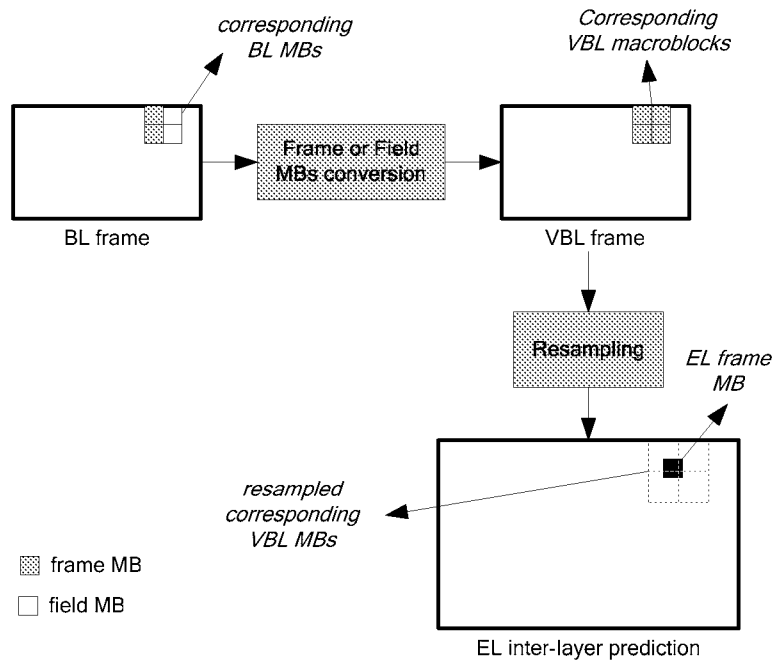 corresponding
BL MBs
Corresponding
VBL macroblocks
Frame or Field
MBs conversion
BL frame
VBL frame
Resampling
EL frame
MB
resampled
corresponding
VBL MBs
frame MB
field MB
EL inter-layer prediction